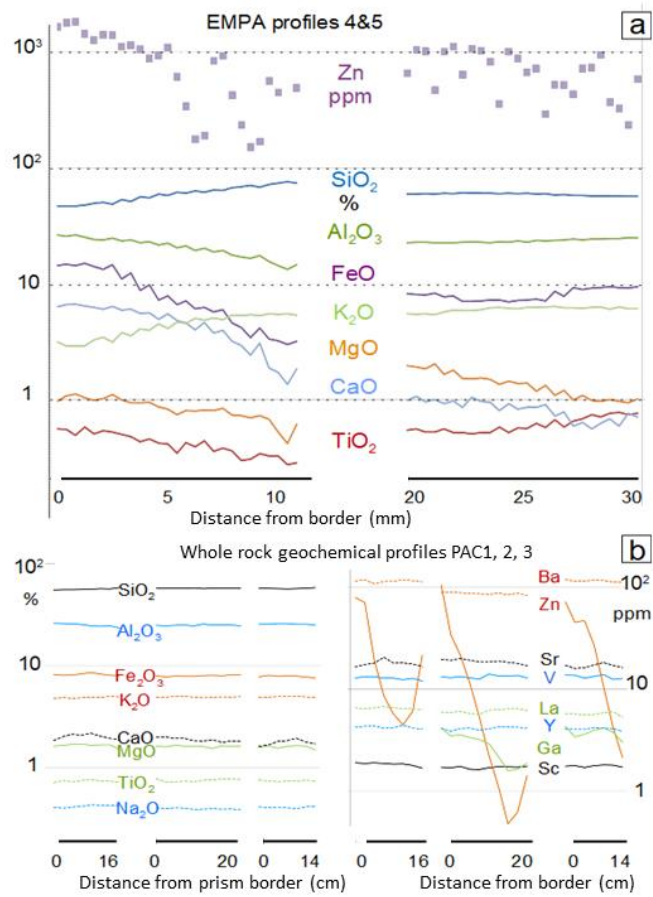 EMPA profiles 4&5
a
10³
Zn
ppm
10²
SiO₂
%
Al₂O₃
FeO
10
K₂O
MgO
CaO
1
TiO₂
0 5 10 20 25 30
Distance from border (mm)
Whole rock geochemical profiles PAC1, 2, 3
b
10²
%
SiO₂
Al₂O₃
10
Fe₂O₃
K₂O
CaO
MgO
1
TiO₂
Na₂O
0 16 0 20 0 14
Distance from prism border (cm)
Ba
10²
Zn
ppm
Sr
V
10
La
Y
Ga
Sc
1
0 16 0 20 0 14
Distance from border (cm)